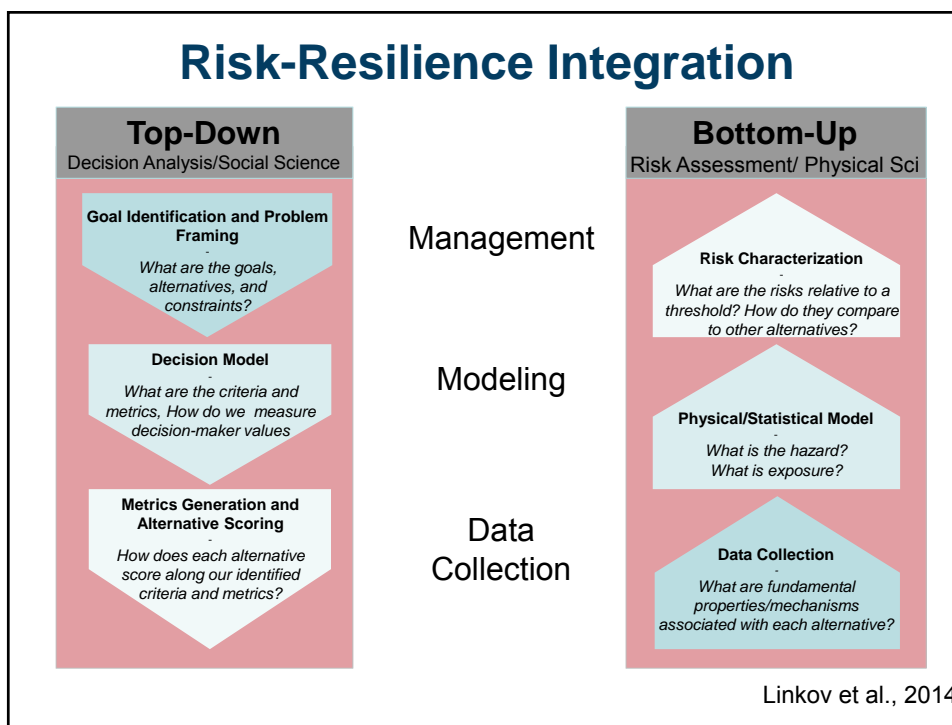 Risk-Resilience Integration
Top-Down
Decision Analysis/Social Science
Goal Identification and Problem
Framing
-
What are the goals,
alternatives, and
constraints?
Decision Model
-
What are the criteria and
metrics, How do we measure
decision-maker values
Metrics Generation and
Alternative Scoring
-
How does each alternative
score along our identified
criteria and metrics?
Management
Modeling
Data
Collection
Bottom-Up
Risk Assessment/ Physical Sci
Risk Characterization
-
What are the risks relative to a
threshold? How do they compare
to other alternatives?
Physical/Statistical Model
-
What is the hazard?
What is exposure?
Data Collection
-
What are fundamental
properties/mechanisms
associated with each alternative?
Linkov et al., 2014